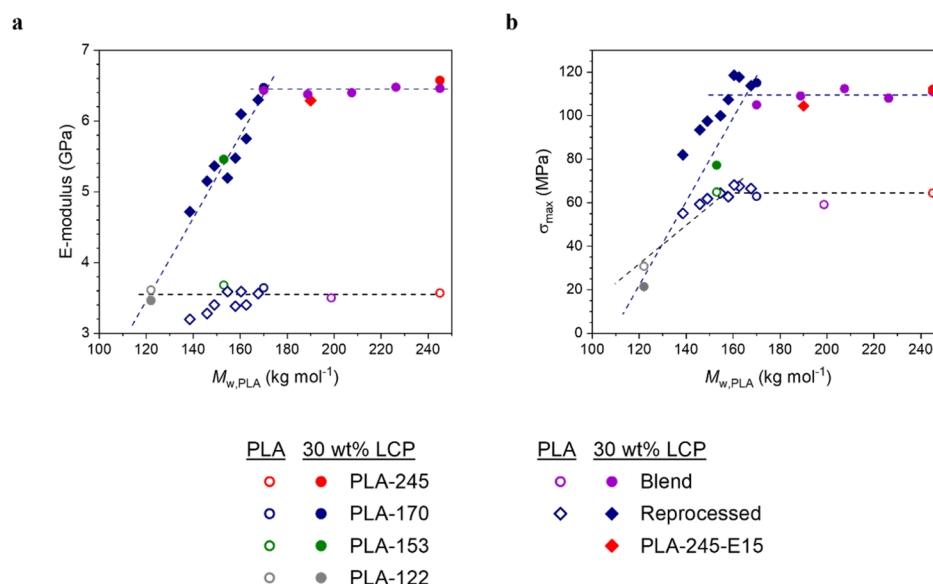 a
b
7
6
5
4
3
E-modulus (GPa)
100 120 140 160 180 200 220 240
M_w,PLA (kg mol⁻¹)
120
100
80
60
40
20
0
σ_max (MPa)
100 120 140 160 180 200 220 240
M_w,PLA (kg mol⁻¹)
PLA 30 wt% LCP
PLA-245
PLA-170
PLA-153
PLA-122
PLA 30 wt% LCP
Blend
Reprocessed
PLA-245-E15